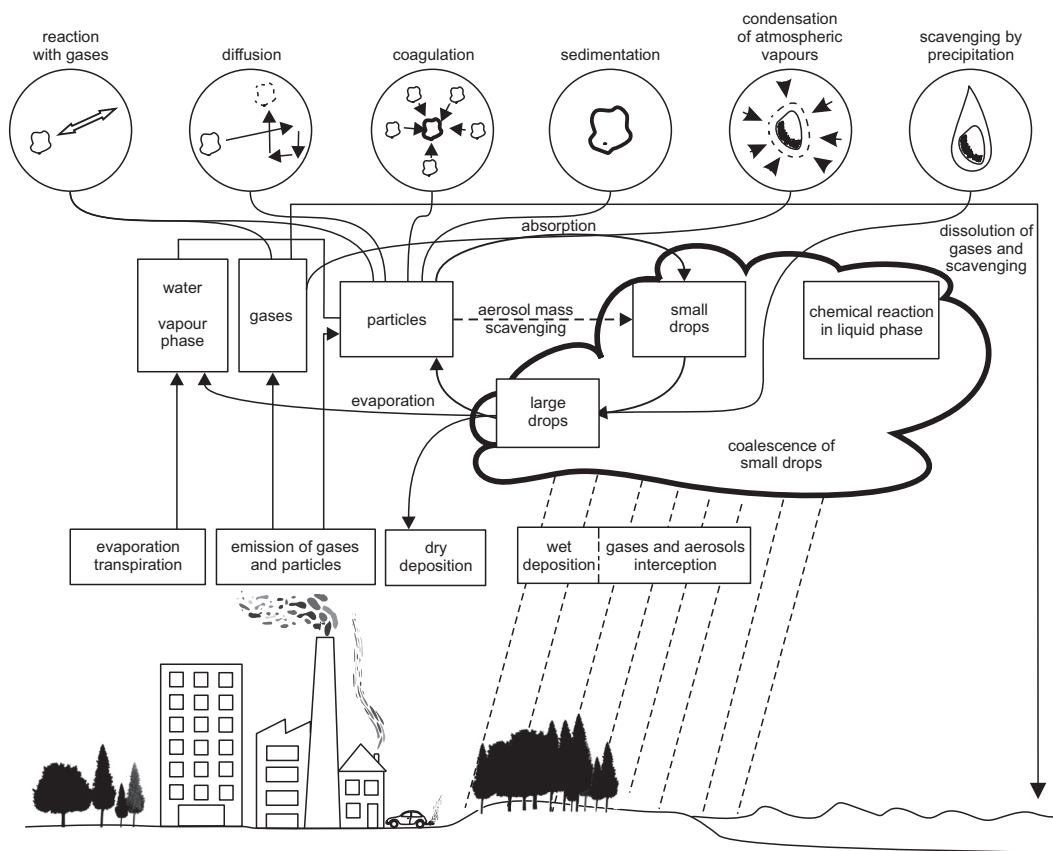 reaction
with gases
diffusion
coagulation
sedimentation
condensation
of atmospheric
vapours
scavenging by
precipitation
absorption
dissolution of
gases and
scavenging
water
vapour
phase
gases
particles
aerosol mass
scavenging
small
drops
chemical reaction
in liquid phase
evaporation
large
drops
coalescence of
small drops
evaporation
transpiration
emission of gases
and particles
dry
deposition
wet
deposition
gases and aerosols
interception